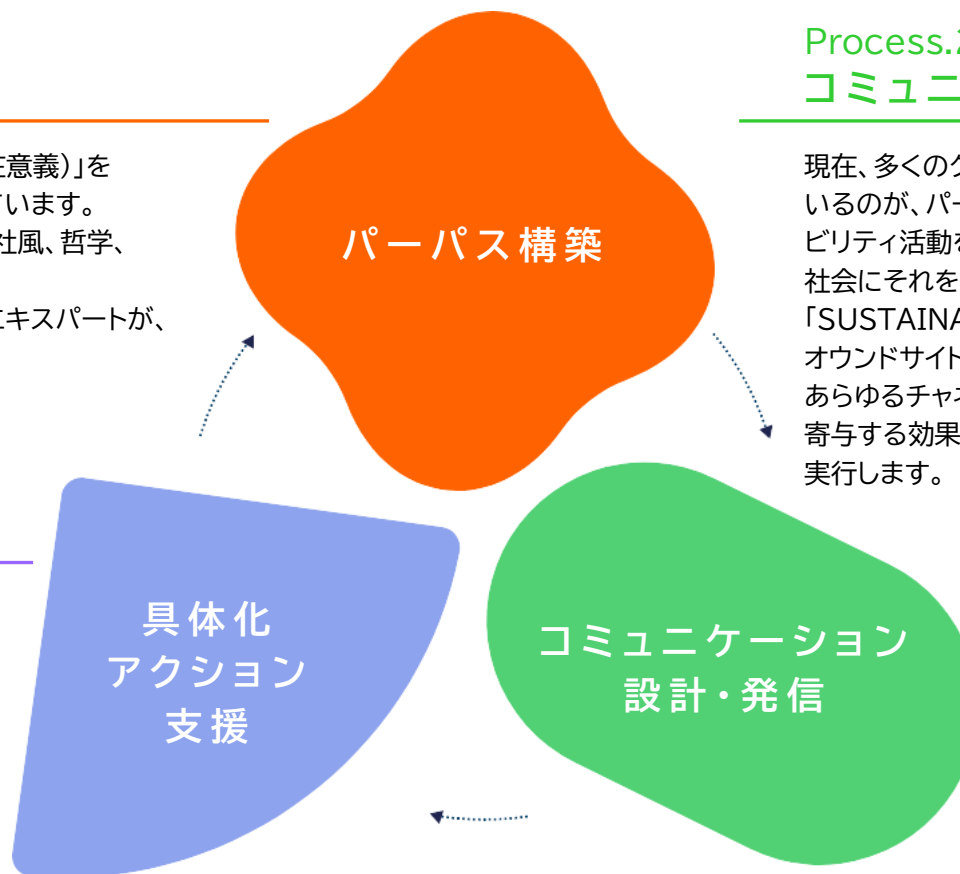 在意義)」を
ています。
社風、哲学、
エキスパートが、
パーパス構築
Process.2
コミュニ
現在、多くのク
いるのが、パー
ビリティ活動を
社会にそれを
「SUSTAINA
オウンドサイト
あらゆるチャネ
寄与する効果
実行します。
具体化
アクション
支援
コミュニケーション
設計・発信